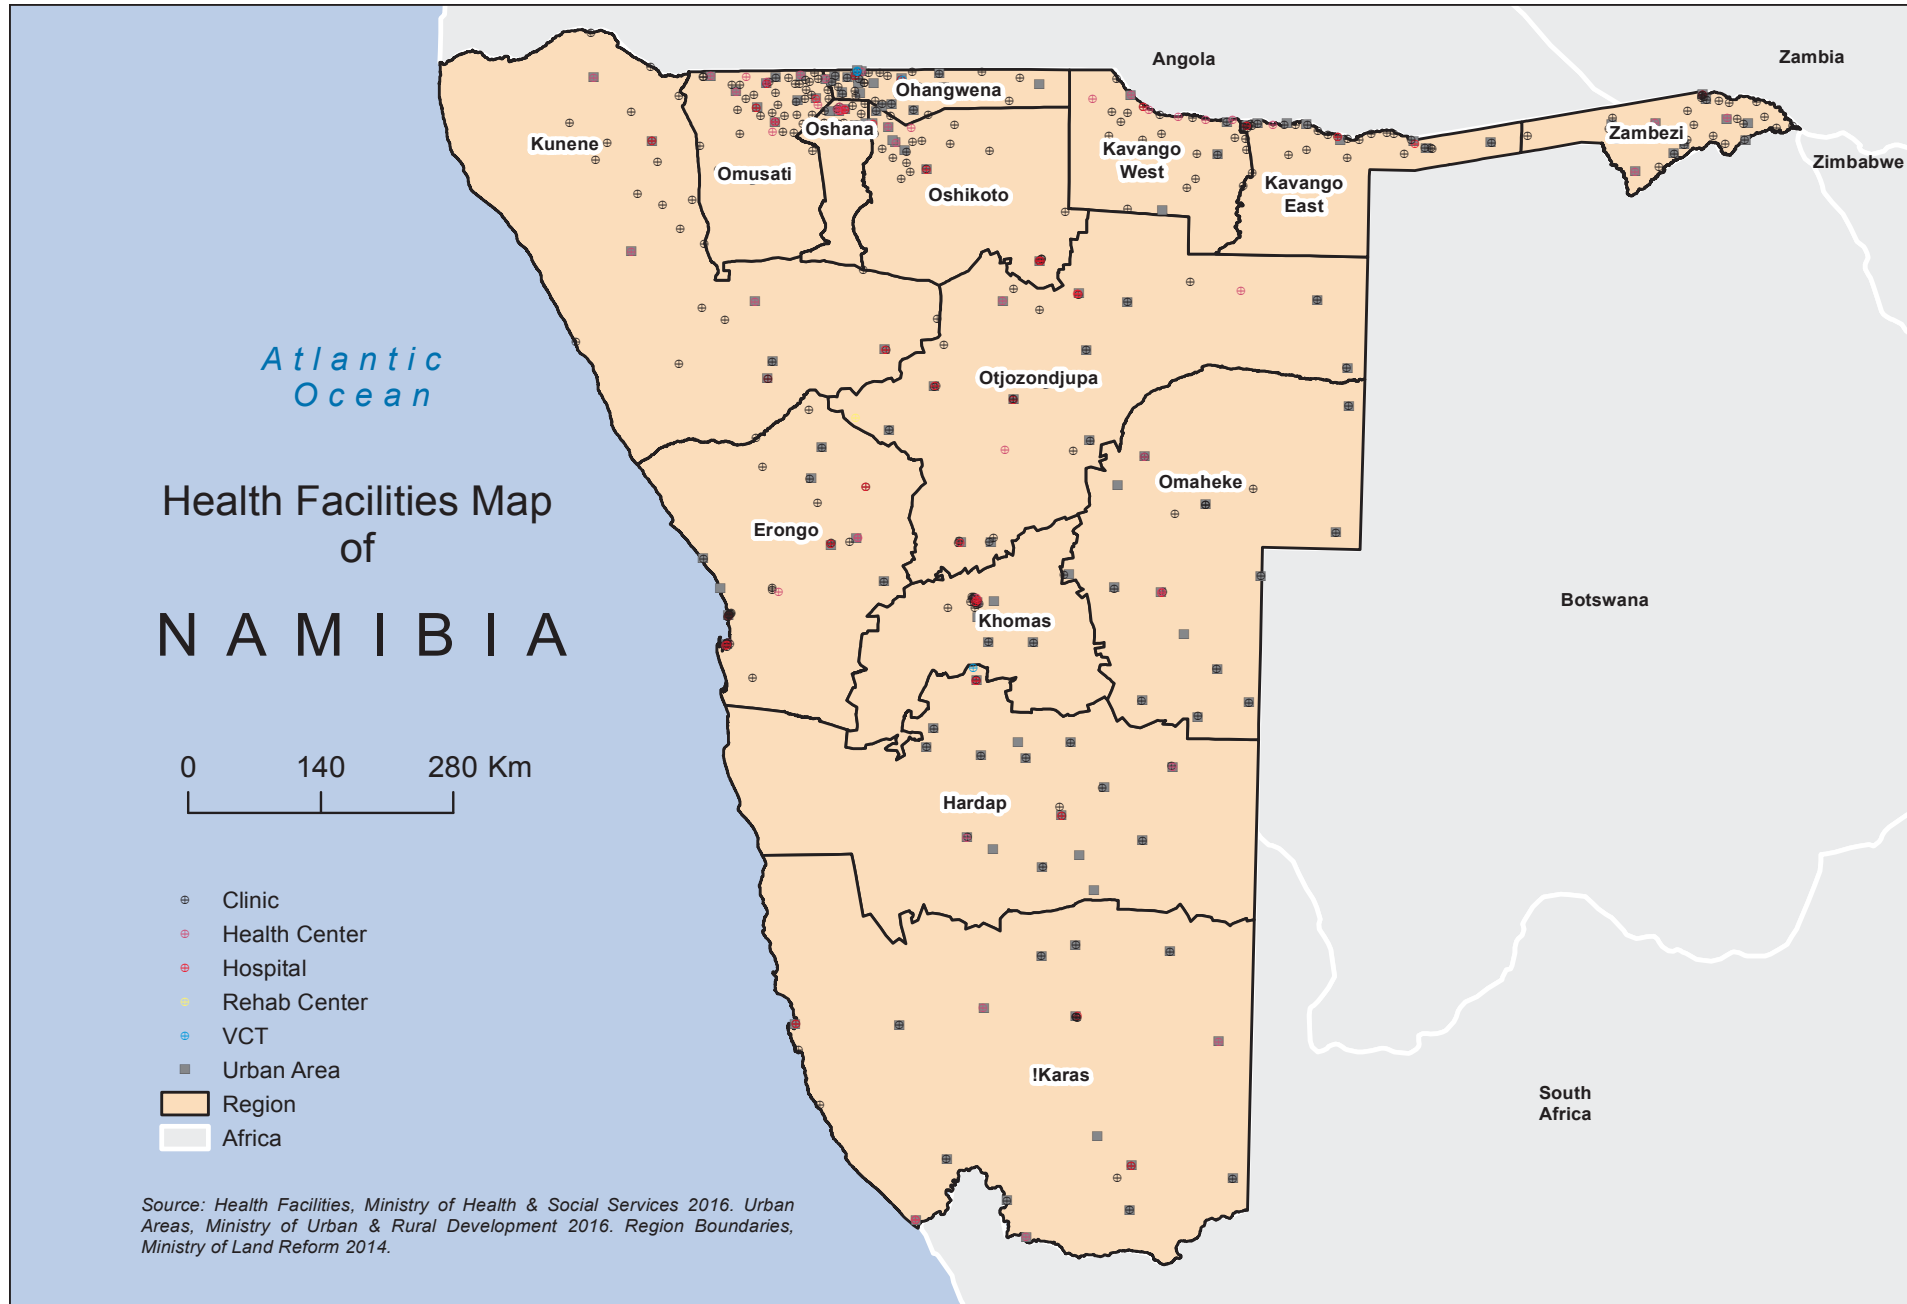 Angola
Zambia
Ohangwena
Oshana
Zambezi
Kunene
Kavango
West
Zimbabwe
Omusati
Kavango
East
Oshikoto
Atlantic
Ocean
Otjozondjupa
Health Facilities Map
of
NAMIBIA
Omaheke
Erongo
Botswana
Khomas
0 140 280 Km
Hardap
Clinic
Health Center
Hospital
Rehab Center
VCT
Urban Area
Region
Africa
!Karas
South
Africa
Source: Health Facilities, Ministry of Health & Social Services 2016. Urban
Areas, Ministry of Urban & Rural Development 2016. Region Boundaries,
Ministry of Land Reform 2014.